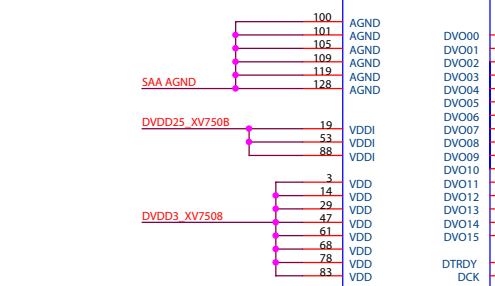 100 AGND
101 AGND DVO00
105 AGND DVO01
109 AGND DVO02
119 AGND DVO03
SAA AGND 128 AGND DVO04
DVO05
DVO06
DVDD25_XV750B 19 VDDI DVO07
53 VDDI DVO08
88 VDDI DVO09
DVO10
3 VDD DVO11
14 VDD DVO12
29 VDD DVO13
DVDD3_XV7508 47 VDD DVO14
61 VDD DVO15
68 VDD
78 VDD DTRDY
83 VDD DCK